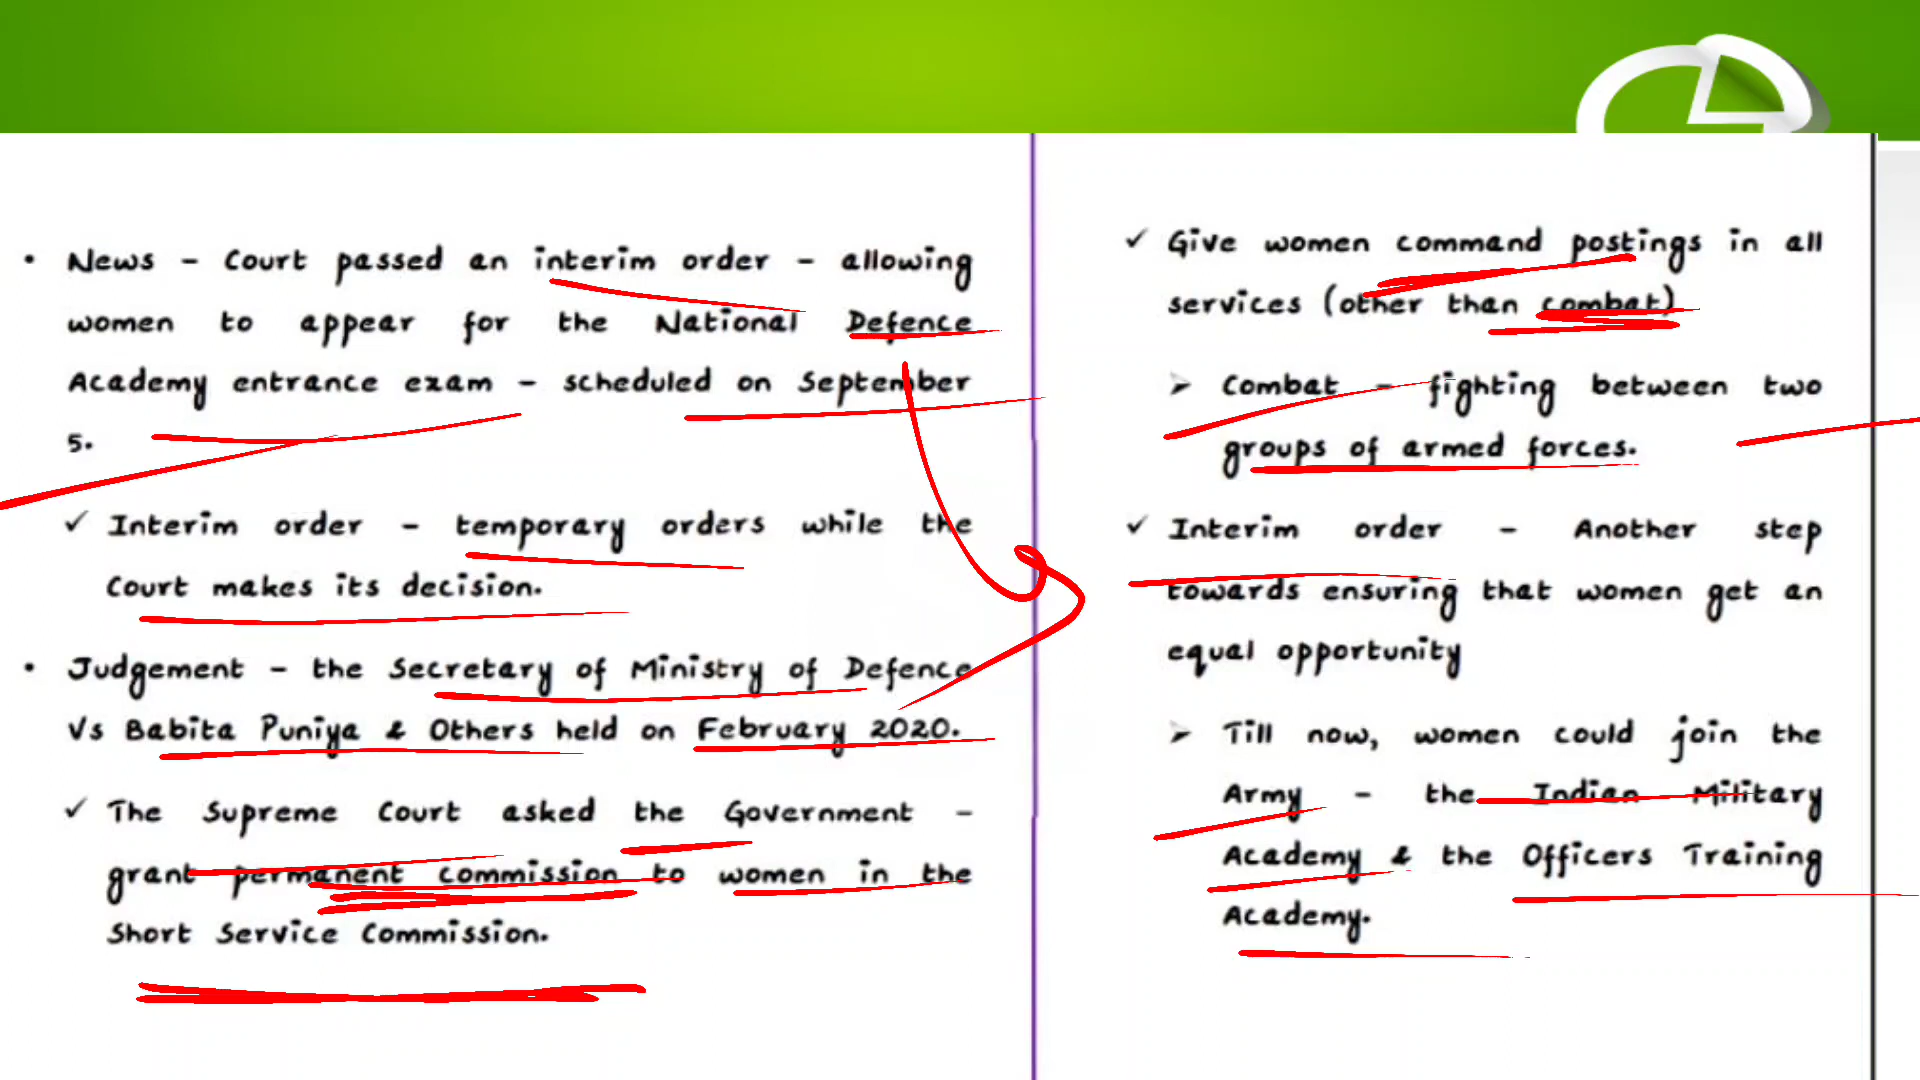 • News - Court passed an interim order - allowing
women to appear for the National Defence
Academy entrance exam - scheduled on September
5.
✓ Interim order - temporary orders while the
Court makes its decision.
• Judgement - the Secretary of Ministry of Defence
Vs Babita Puniya & Others held on February 2020.
✓ The Supreme Court asked the Government -
grant permanent commission to women in the
Short Service Commission.
✓ Give women command postings in all
services (other than combat)
➢ Combat - fighting between two
groups of armed forces.
✓ Interim order - Another step
towards ensuring that women get an
equal opportunity
➢ Till now, women could join the
Army - the Indian Military
Academy & the Officers Training
Academy.